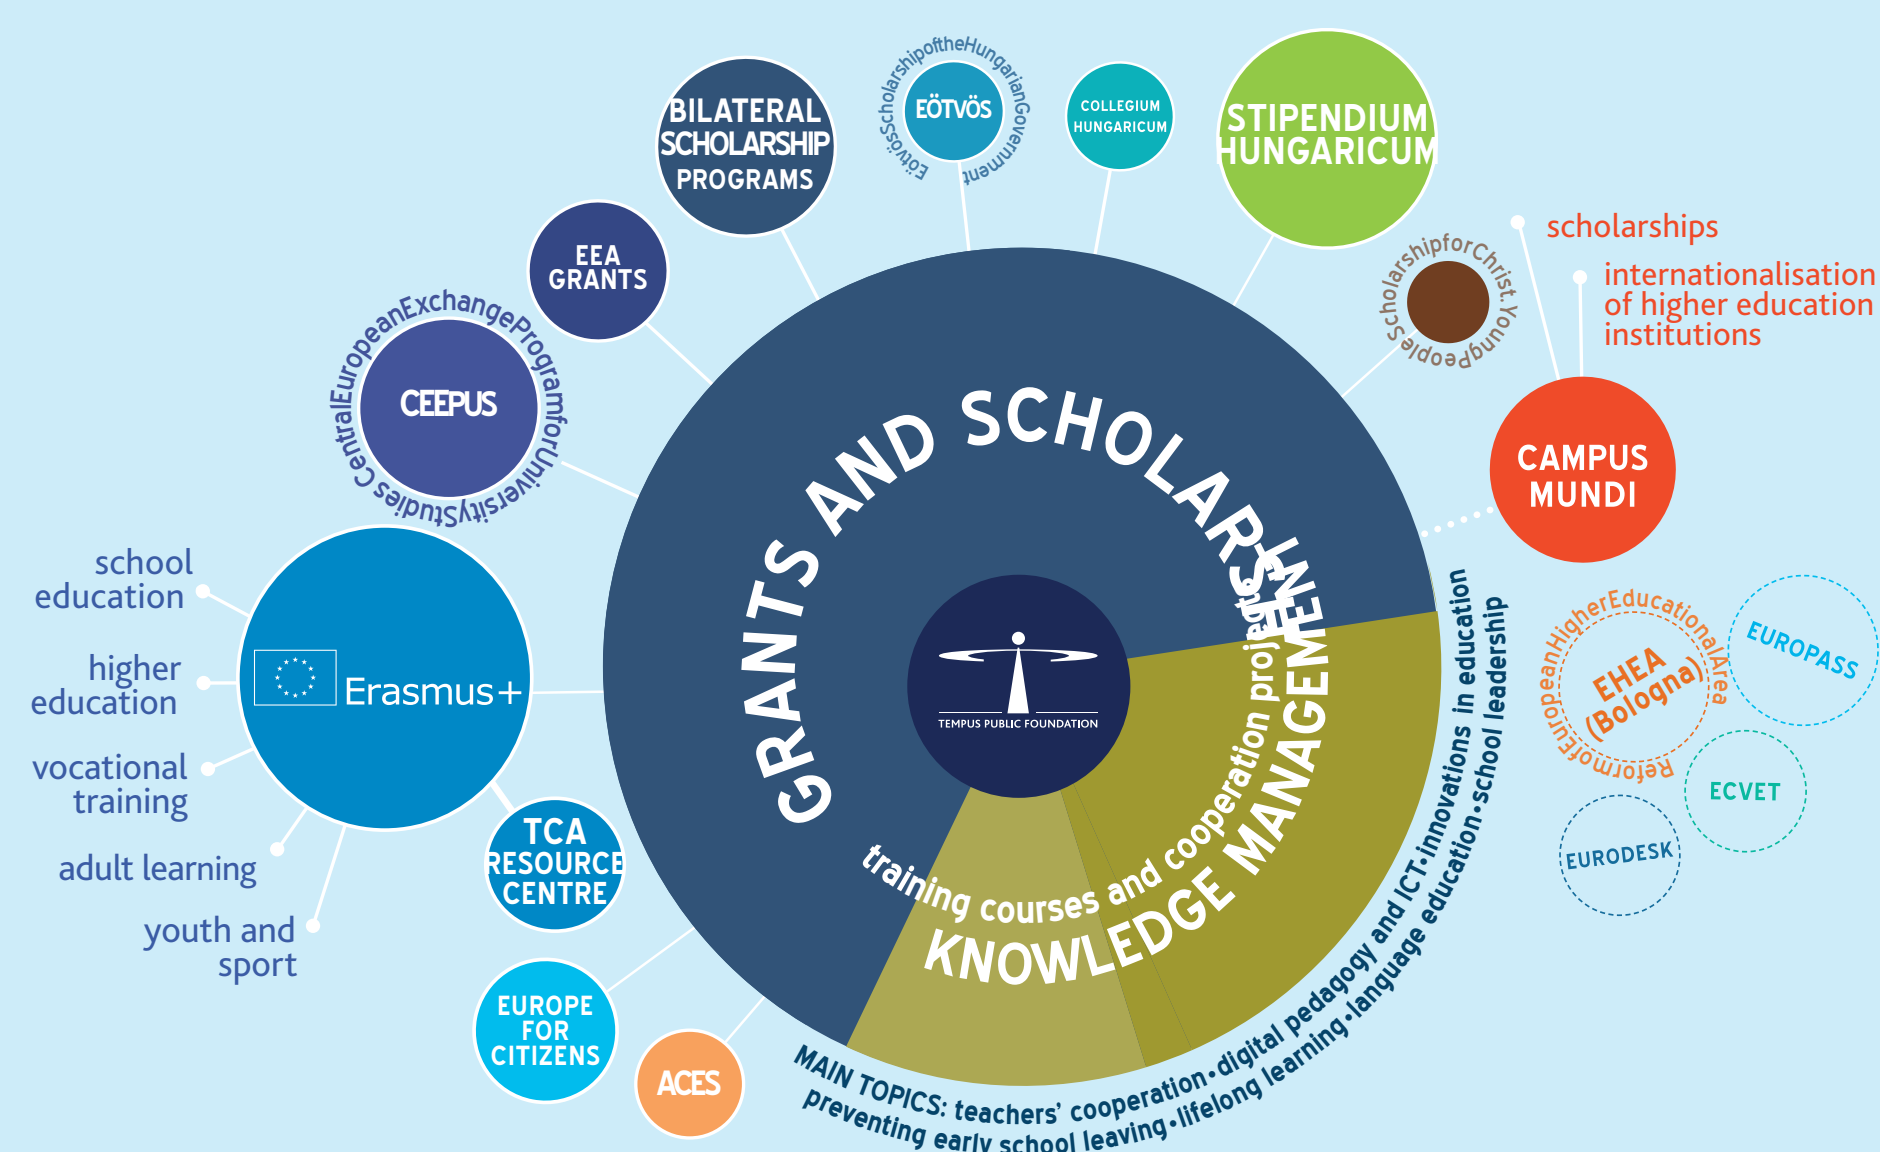 BILATERAL
SCHOLARSHIP
PROGRAMS
EötvösScholarshipoftheHungarianGovernment
EÖTVÖS
COLLEGIUM
HUNGARICUM
STIPENDIUM
HUNGARICUM
EEA
GRANTS
ScholarshipforChrist.YoungPeople
scholarships
internationalisation
of higher education
institutions
CentralEuropeanExchangeProgramforUniversityStudies
CEEPUS
CAMPUS
MUNDI
GRANTS AND SCHOLARSHIPS
school
education
higher
education
vocational
training
adult learning
youth and
sport
Erasmus+
TCA
RESOURCE
CENTRE
EUROPE
FOR
CITIZENS
ACES
TEMPUS PUBLIC FOUNDATION
training courses and cooperation projects
KNOWLEDGE MANAGEMENT
MAIN TOPICS: teachers’ cooperation•digital pedagogy and ICT•innovations in education
preventing early school leaving•lifelong learning•language education•school leadership
ReformofEuropeanHigherEducationalArea
EHEA
(Bologna)
EUROPASS
ECVET
EURODESK